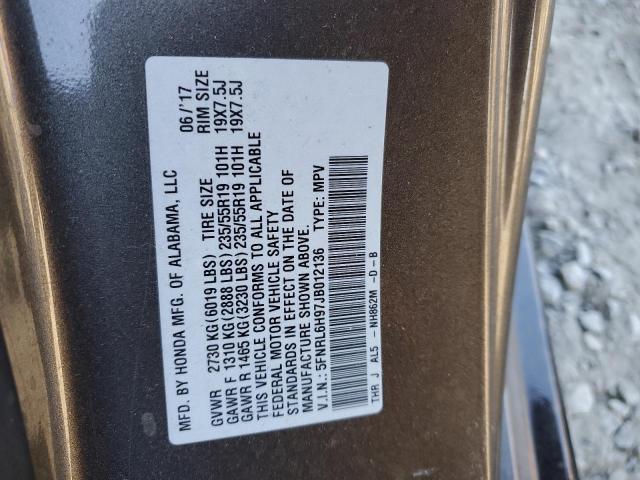 MFD. BY HONDA MFG. OF ALABAMA, LLC 06/'17
GVWR 2730 KG (6019 LBS) TIRE SIZE RIM SIZE
GAWR F 1310 KG (2888 LBS) 235/55R19 101H 19X7.5J
GAWR R 1465 KG (3230 LBS) 235/55R19 101H 19X7.5J
THIS VEHICLE CONFORMS TO ALL APPLICABLE
FEDERAL MOTOR VEHICLE SAFETY
STANDARDS IN EFFECT ON THE DATE OF
MANUFACTURE SHOWN ABOVE.
V.I.N.: 5FNRL6H97JB012136 TYPE: MPV
THR J AL5 - NH862M -D-B